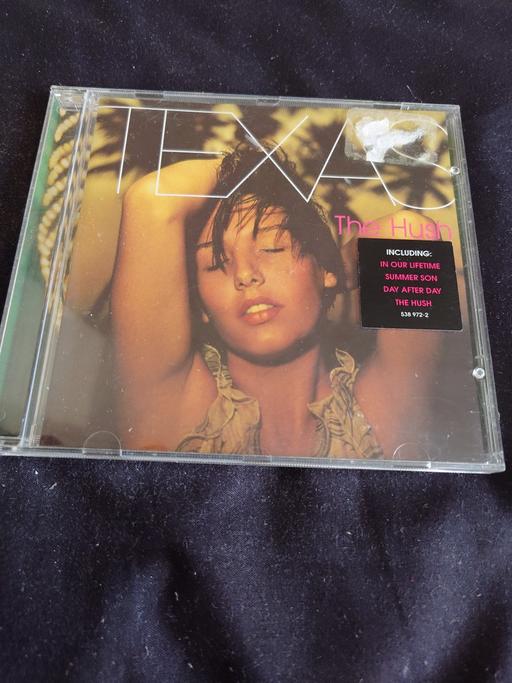 TEXAS
The Hush
INCLUDING:
IN OUR LIFETIME
SUMMER SON
DAY AFTER DAY
THE HUSH
538 972-2